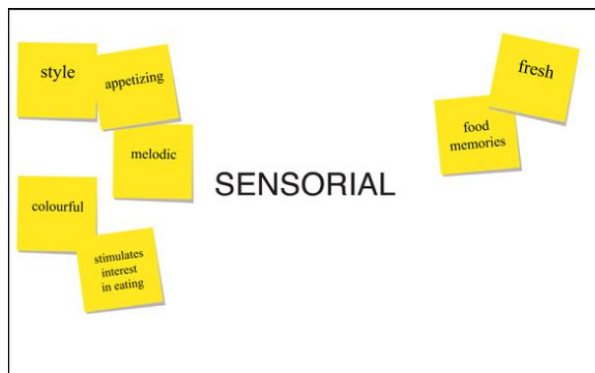 style
appetizing
melodic
colourful
stimulates
interest
in eating
SENSORIAL
fresh
food
memories